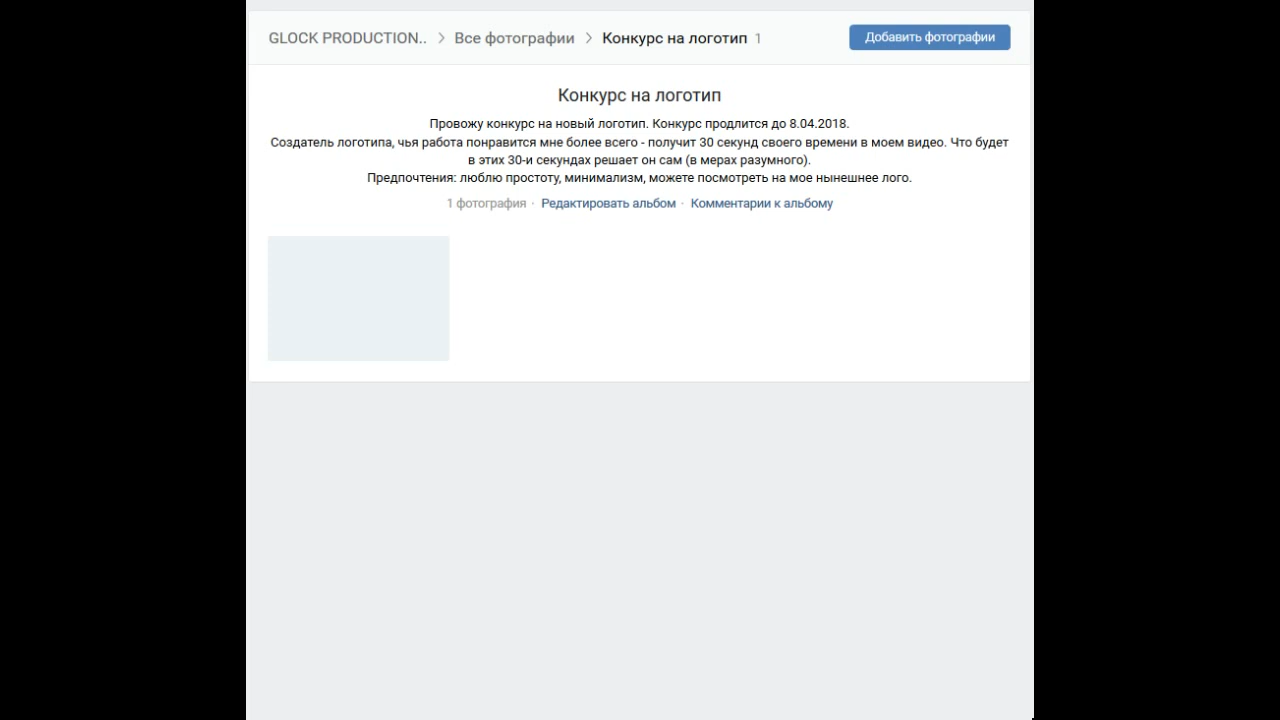 GLOCK PRODUCTION.. > Все фотографии > Конкурс на логотип 1
Добавить фотографии
Конкурс на логотип
Провожу конкурс на новый логотип. Конкурс продлится до 8.04.2018.
Создатель логотипа, чья работа понравится мне более всего - получит 30 секунд своего времени в моем видео. Что будет
в этих 30-и секундах решает он сам (в мерах разумного).
Предпочтения: люблю простоту, минимализм, можете посмотреть на мое нынешнее лого.
1 фотография · Редактировать альбом · Комментарии к альбому